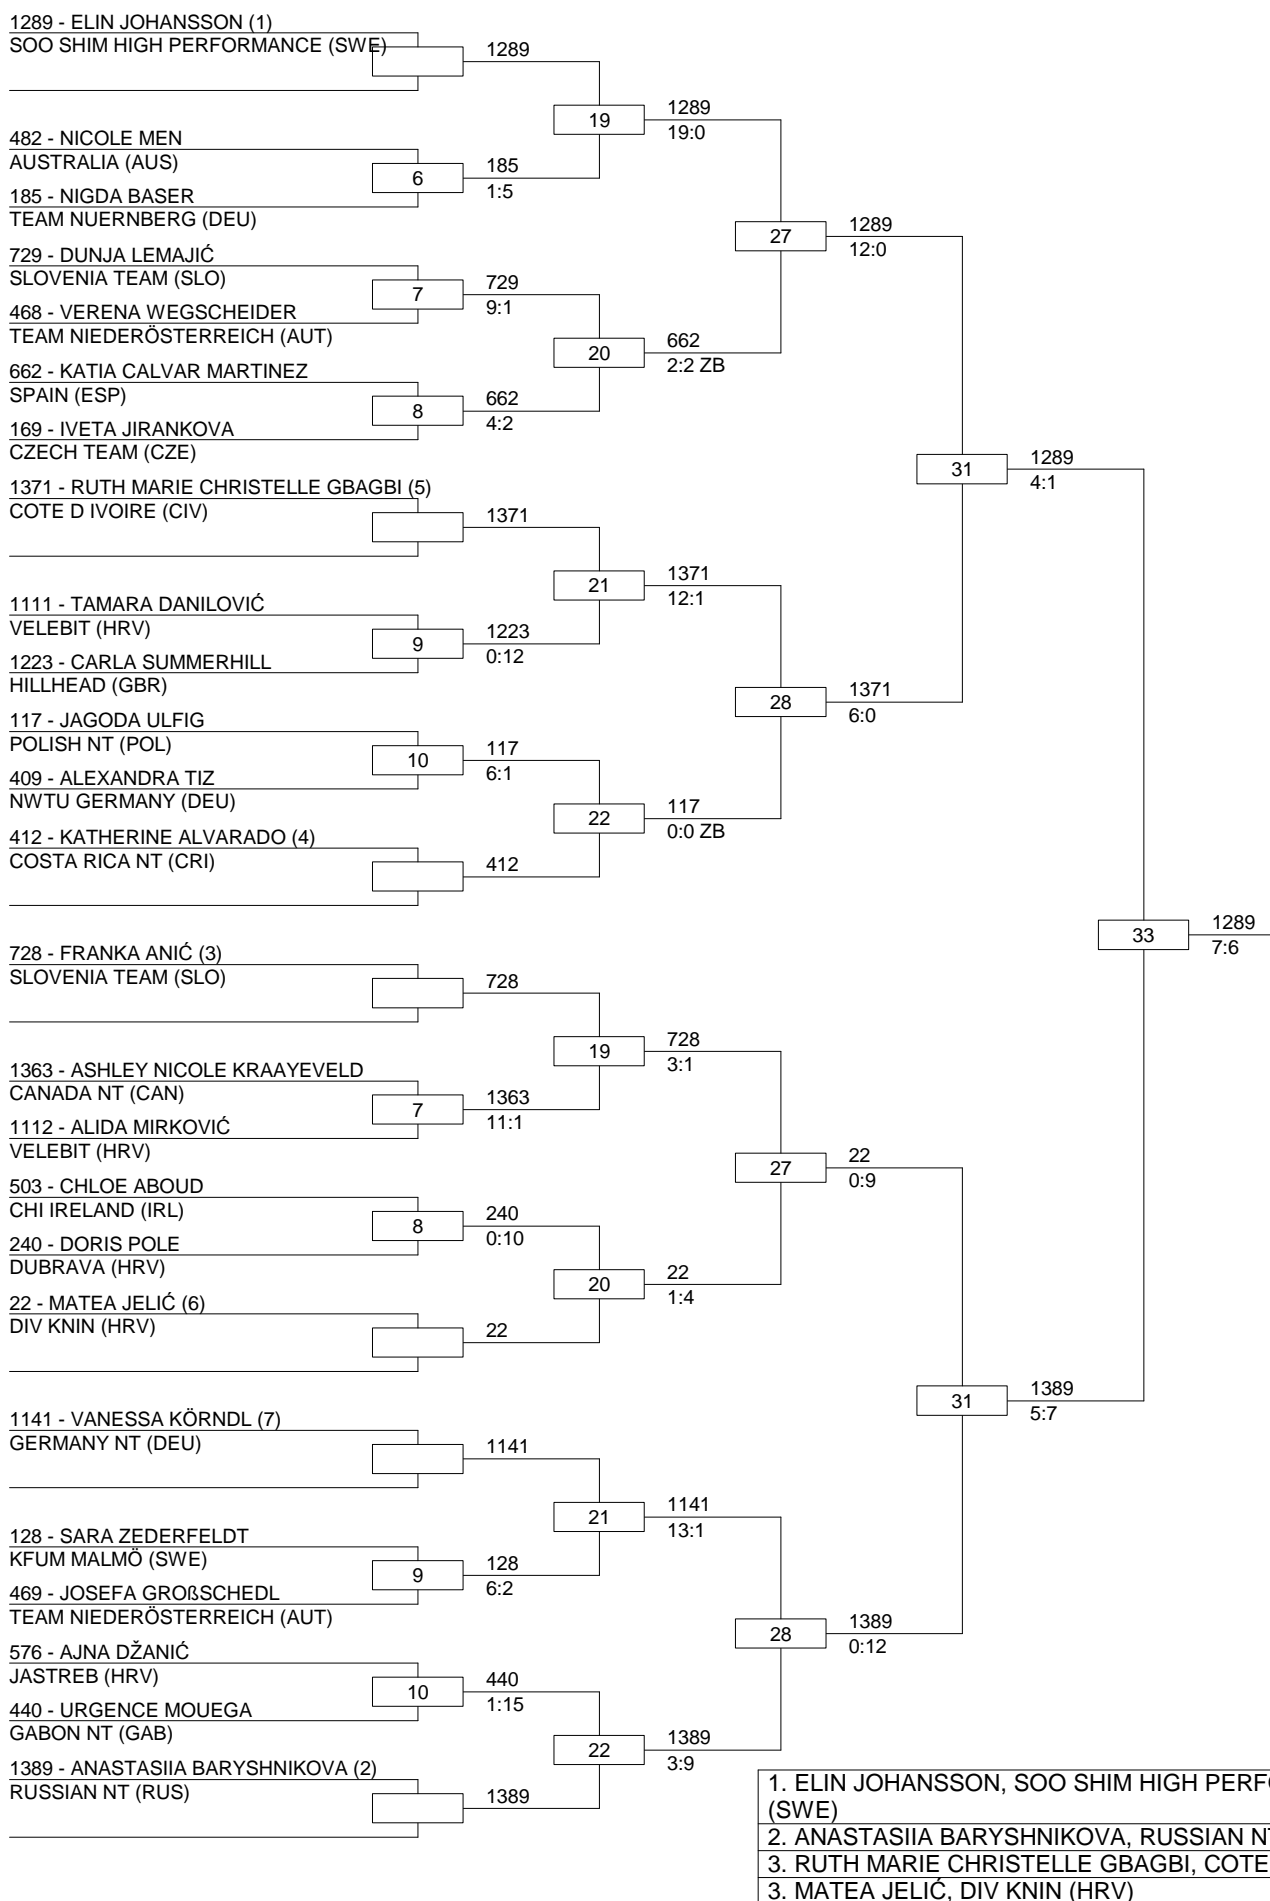 1289 - ELIN JOHANSSON (1)
SOO SHIM HIGH PERFORMANCE (SWE)
1289
19
1289
19:0
482 - NICOLE MEN
AUSTRALIA (AUS)
6
185
1:5
185 - NIGDA BASER
TEAM NUERNBERG (DEU)
27
1289
12:0
729 - DUNJA LEMAJIĆ
SLOVENIA TEAM (SLO)
7
729
9:1
468 - VERENA WEGSCHEIDER
TEAM NIEDERÖSTERREICH (AUT)
20
662
2:2 ZB
662 - KATIA CALVAR MARTINEZ
SPAIN (ESP)
8
662
4:2
169 - IVETA JIRANKOVA
CZECH TEAM (CZE)
31
1289
4:1
1371 - RUTH MARIE CHRISTELLE GBAGBI (5)
COTE D IVOIRE (CIV)
1371
21
1371
12:1
1111 - TAMARA DANILOVIĆ
VELEBIT (HRV)
9
1223
0:12
1223 - CARLA SUMMERHILL
HILLHEAD (GBR)
28
1371
6:0
117 - JAGODA ULFIG
POLISH NT (POL)
10
117
6:1
409 - ALEXANDRA TIZ
NWTU GERMANY (DEU)
22
117
0:0 ZB
412 - KATHERINE ALVARADO (4)
COSTA RICA NT (CRI)
412
33
1289
7:6
728 - FRANKA ANIĆ (3)
SLOVENIA TEAM (SLO)
728
19
728
3:1
1363 - ASHLEY NICOLE KRAAYEVELD
CANADA NT (CAN)
7
1363
11:1
1112 - ALIDA MIRKOVIĆ
VELEBIT (HRV)
27
22
0:9
503 - CHLOE ABOUD
CHI IRELAND (IRL)
8
240
0:10
240 - DORIS POLE
DUBRAVA (HRV)
20
22
1:4
22 - MATEA JELIĆ (6)
DIV KNIN (HRV)
22
31
1389
5:7
1141 - VANESSA KÖRNDL (7)
GERMANY NT (DEU)
1141
21
1141
13:1
128 - SARA ZEDERFELDT
KFUM MALMÖ (SWE)
9
128
6:2
469 - JOSEFA GROßSCHEDL
TEAM NIEDERÖSTERREICH (AUT)
28
1389
0:12
576 - AJNA DŽANIĆ
JASTREB (HRV)
10
440
1:15
440 - URGENCE MOUEGA
GABON NT (GAB)
22
1389
3:9
1389 - ANASTASIIA BARYSHNIKOVA (2)
RUSSIAN NT (RUS)
1389
1. ELIN JOHANSSON, SOO SHIM HIGH
(SWE)
2. ANASTASIIA BARYSHNIKOVA, RUSSIAN
3. RUTH MARIE CHRISTELLE GBAGBI, COTE
3. MATEA JELIĆ, DIV KNIN (HRV)